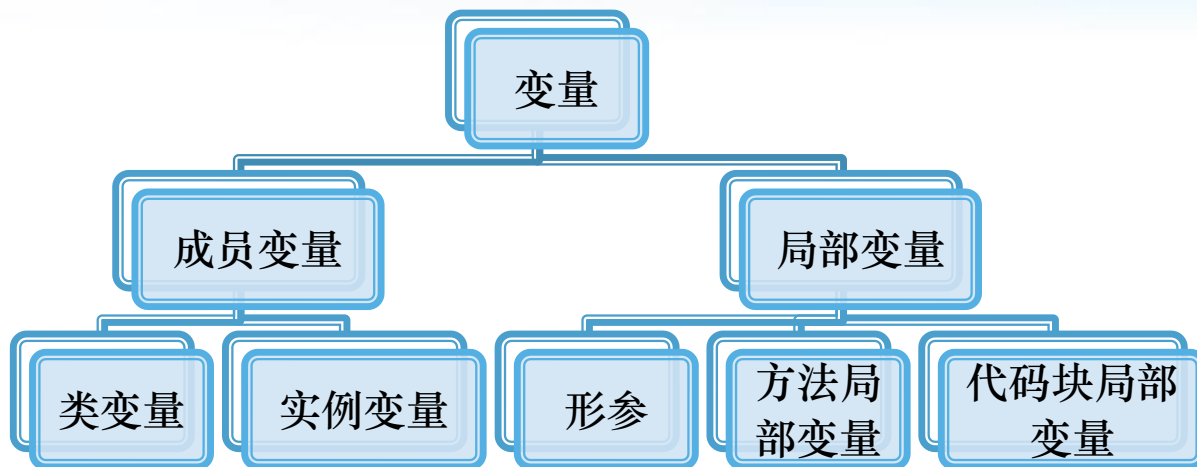 变量
成员变量
局部变量
类变量
实例变量
形参
方法局
部变量
代码块局部
变量